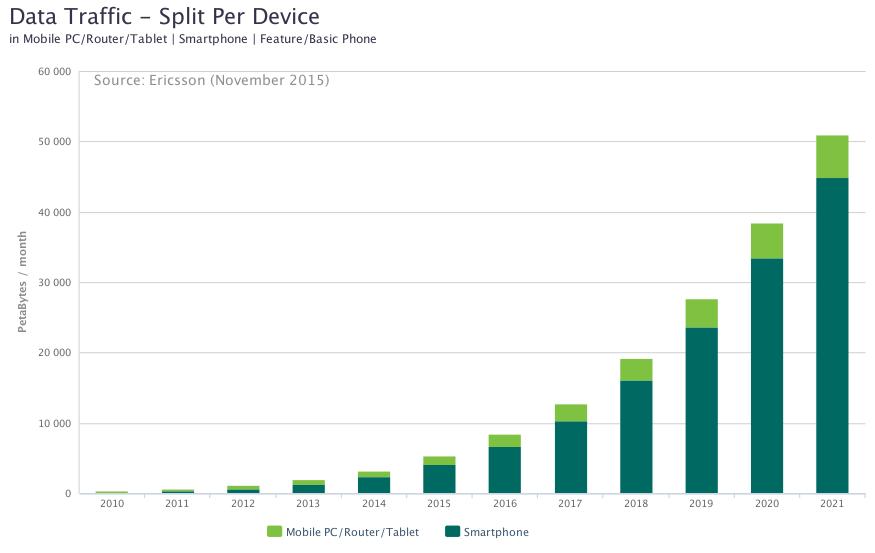 Data Traffic - Split Per Device
in Mobile PC/Router/Tablet | Smartphone | Feature/Basic Phone
Source: Ericsson (November 2015)
PetaBytes / month
60 000
50 000
40 000
30 000
20 000
10 000
0
2010 2011 2012 2013 2014 2015 2016 2017 2018 2019 2020 2021
Mobile PC/Router/Tablet Smartphone